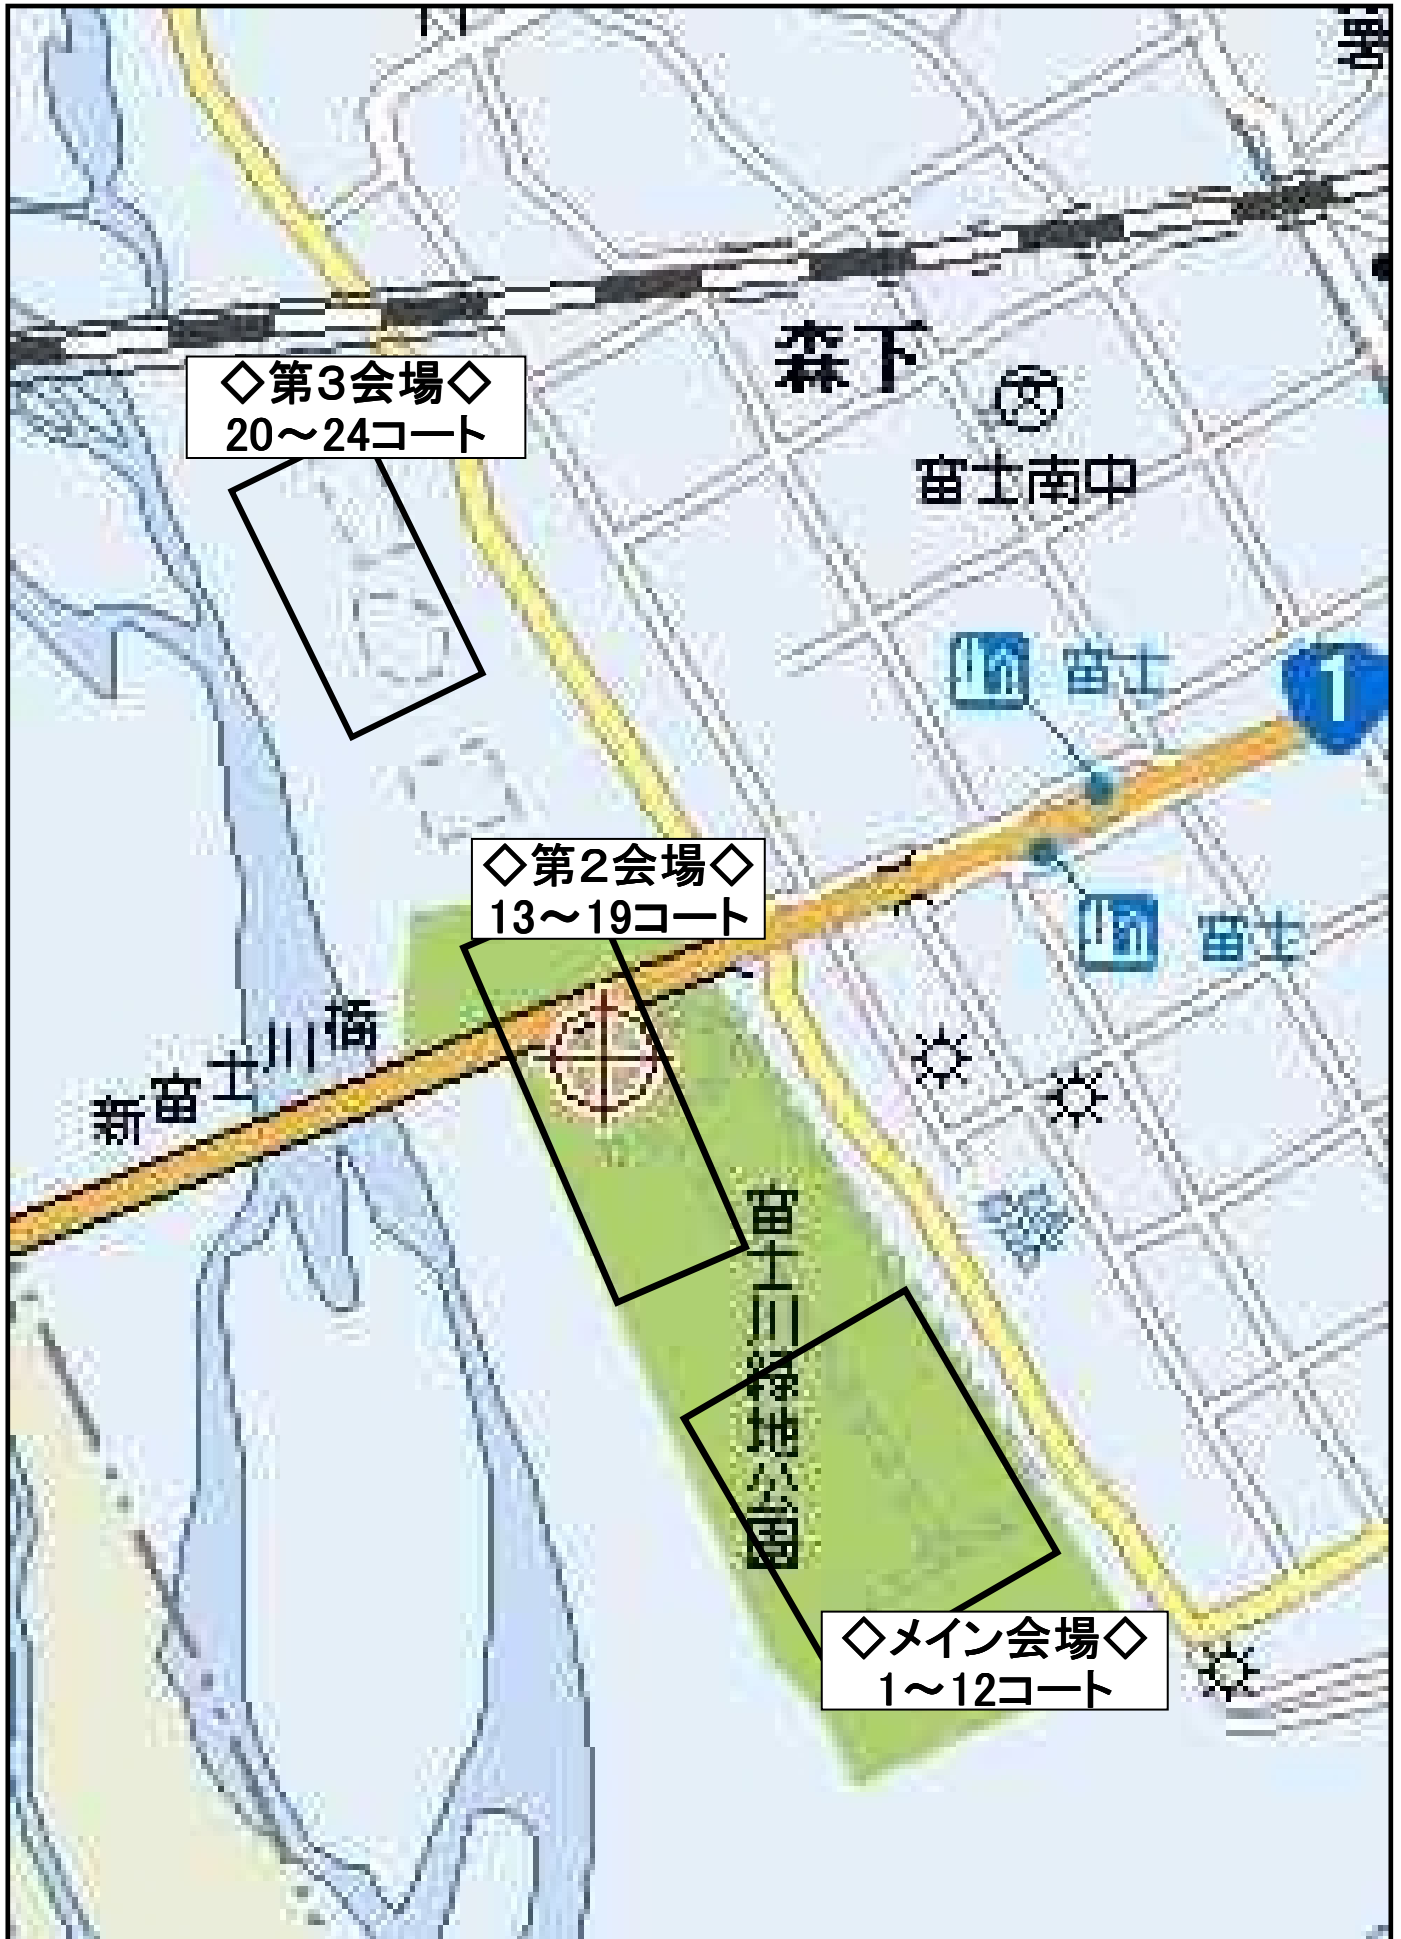 ◇第3会場◇
20～24コート
森下
富士南中
富士
1
◇第2会場◇
13～19コート
富士
新富士川橋
富士川緑地公園
◇メイン会場◇
1～12コート